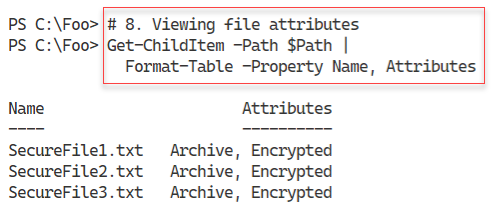 PS C:\Foo> # 8. Viewing file attributes
PS C:\Foo> Get-ChildItem -Path $Path |
Format-Table -Property Name, Attributes
Name Attributes
---- ----------
SecureFile1.txt Archive, Encrypted
SecureFile2.txt Archive, Encrypted
SecureFile3.txt Archive, Encrypted